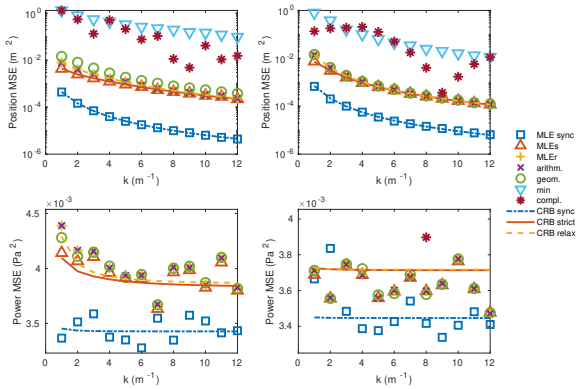 10^0
10^-2
10^-4
10^-6
Position MSE (m^2)
2 4 6 8 10 12
k (m^-1)
10^0
10^-2
10^-4
10^-6
Position MSE (m^2)
2 4 6 8 10 12
k (m^-1)
MLE sync
MLEs
MLEr
arithm.
geom.
min
compl.
CRB sync
CRB strict
CRB relax
×10^-3
4.5
4
3.5
Power MSE (Pa^2)
2 4 6 8 10 12
k (m^-1)
×10^-3
4
3.8
3.6
3.4
Power MSE (Pa^2)
2 4 6 8 10 12
k (m^-1)